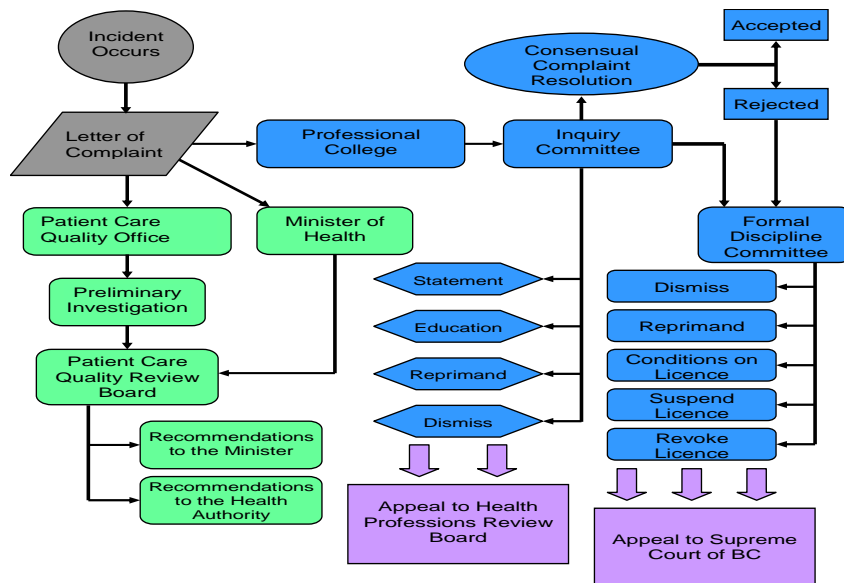 Incident
Occurs
Consensual
Complaint
Resolution
Accepted
Rejected
Letter of
Complaint
Professional
College
Inquiry
Committee
Patient Care
Quality Office
Minister of
Health
Formal
Discipline
Committee
Preliminary
Investigation
Statement
Dismiss
Education
Reprimand
Patient Care
Quality Review
Board
Reprimand
Conditions on
Licence
Dismiss
Suspend
Licence
Recommendations
to the Minister
Revoke
Licence
Recommendations
to the Health
Authority
Appeal to Health
Professions Review
Board
Appeal to Supreme
Court of BC